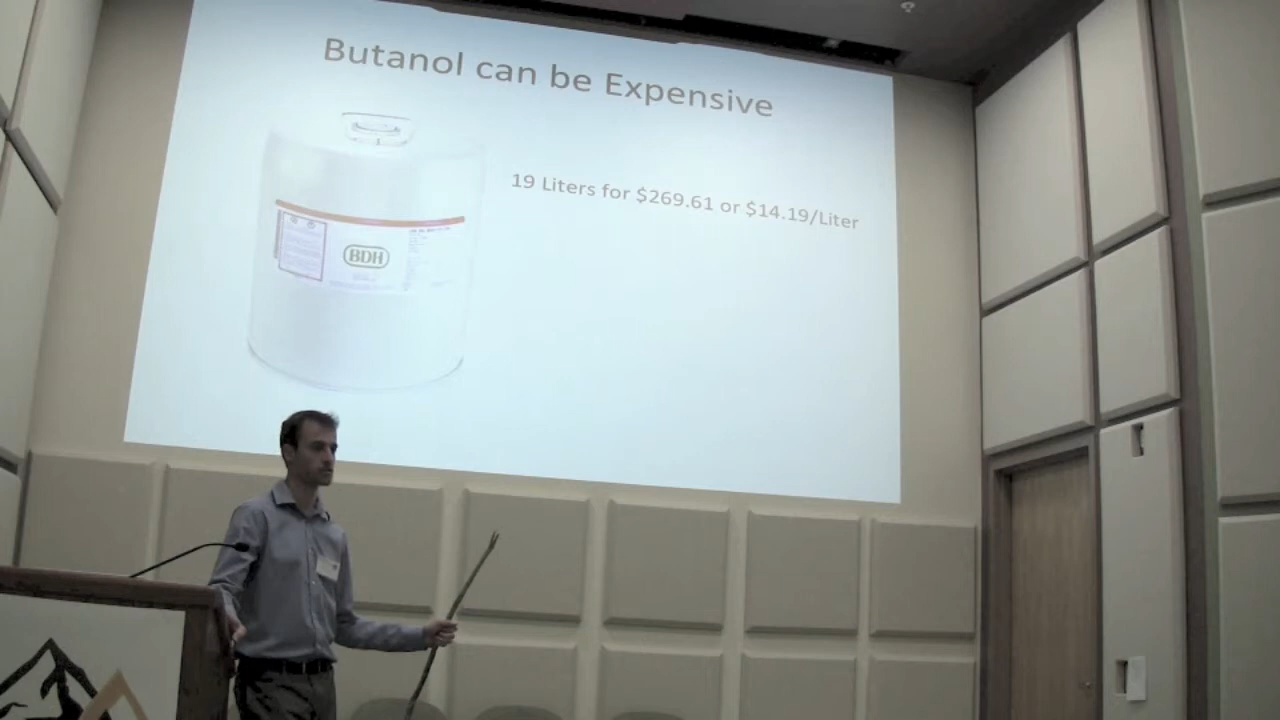 Butanol can be Expensive
19 Liters for $269.61 or $14.19/Liter
BDH